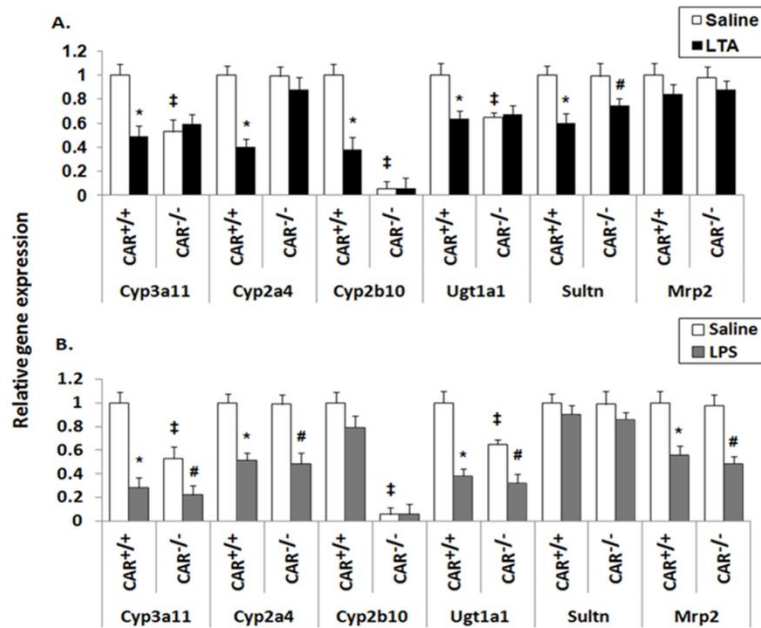 A.
Saline
LTA
1.2
1
0.8
0.6
0.4
0.2
0
* ‡ * * ‡ * ‡ * #
CAR+/+ CAR-/- CAR+/+ CAR-/- CAR+/+ CAR-/- CAR+/+ CAR-/- CAR+/+ CAR-/- CAR+/+ CAR-/-
Cyp3a11 Cyp2a4 Cyp2b10 Ugt1a1 Sultn Mrp2
Relative gene expression
B.
Saline
LPS
1.2
1
0.8
0.6
0.4
0.2
0
* ‡ # * # ‡ * ‡ # * #
CAR+/+ CAR-/- CAR+/+ CAR-/- CAR+/+ CAR-/- CAR+/+ CAR-/- CAR+/+ CAR-/- CAR+/+ CAR-/-
Cyp3a11 Cyp2a4 Cyp2b10 Ugt1a1 Sultn Mrp2